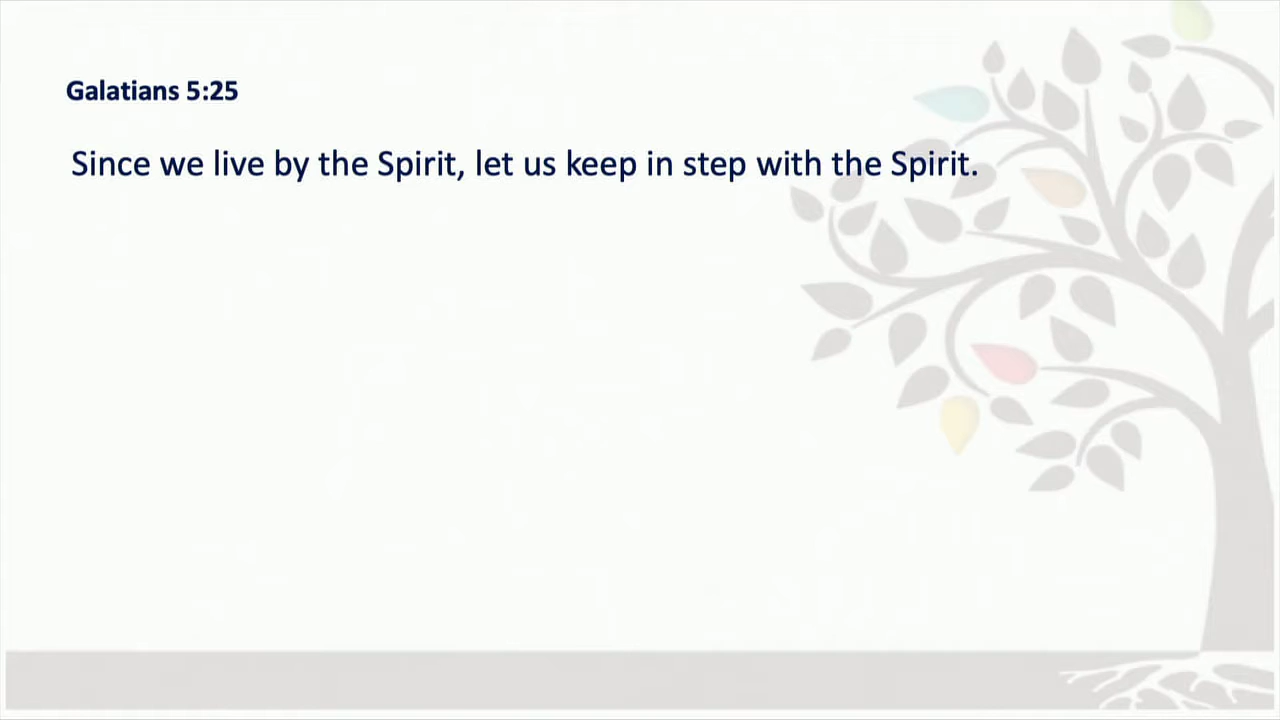 Galatians 5:25
Since we live by the Spirit, let us keep in step with the Spirit.